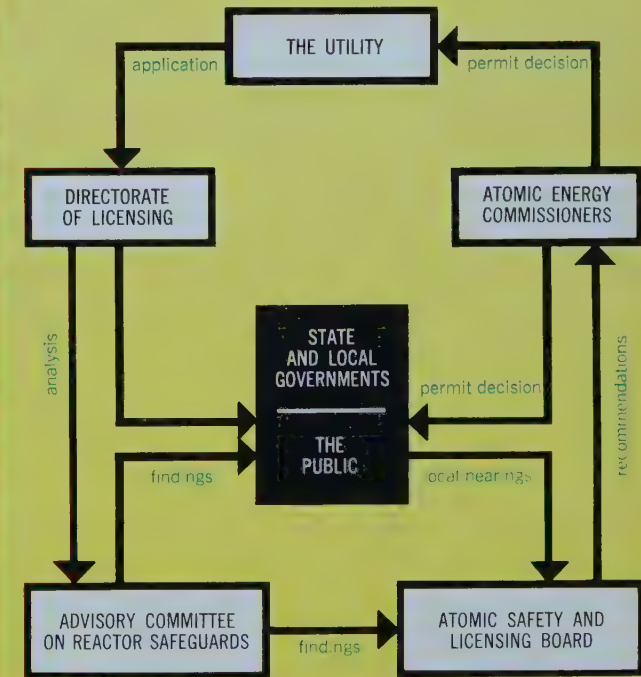 THE UTILITY
application
permit decision
DIRECTORATE
OF LICENSING
ATOMIC ENERGY
COMMISSIONERS
analysis
STATE
AND LOCAL
GOVERNMENTS
THE
PUBLIC
permit decision
recommendations
findings
local hearings
ADVISORY COMMITTEE
ON REACTOR SAFEGUARDS
findings
ATOMIC SAFETY AND
LICENSING BOARD